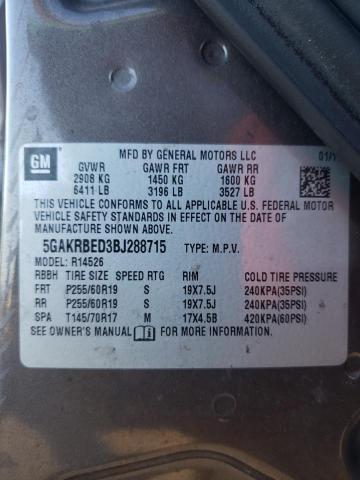 GM
MFD BY GENERAL MOTORS LLC 01/1
GVWR GAWR FRT GAWR RR
2908 KG 1450 KG 1600 KG
6411 LB 3196 LB 3527 LB
THIS VEHICLE CONFORMS TO ALL APPLICABLE U.S. FEDERAL MOTOR
VEHICLE SAFETY STANDARDS IN EFFECT ON THE DATE OF
MANUFACTURE SHOWN ABOVE.
5GAKRBED3BJ288715 TYPE: M.P.V.
MODEL: R14526
RBBH TIRE SIZE SPEED RTG RIM COLD TIRE PRESSURE
FRT P255/60R19 S 19X7.5J 240KPA(35PSI)
RR P255/60R19 S 19X7.5J 240KPA(35PSI)
SPA T145/70R17 M 17X4.5B 420KPA(60PSI)
SEE OWNER'S MANUAL FOR MORE INFORMATION.